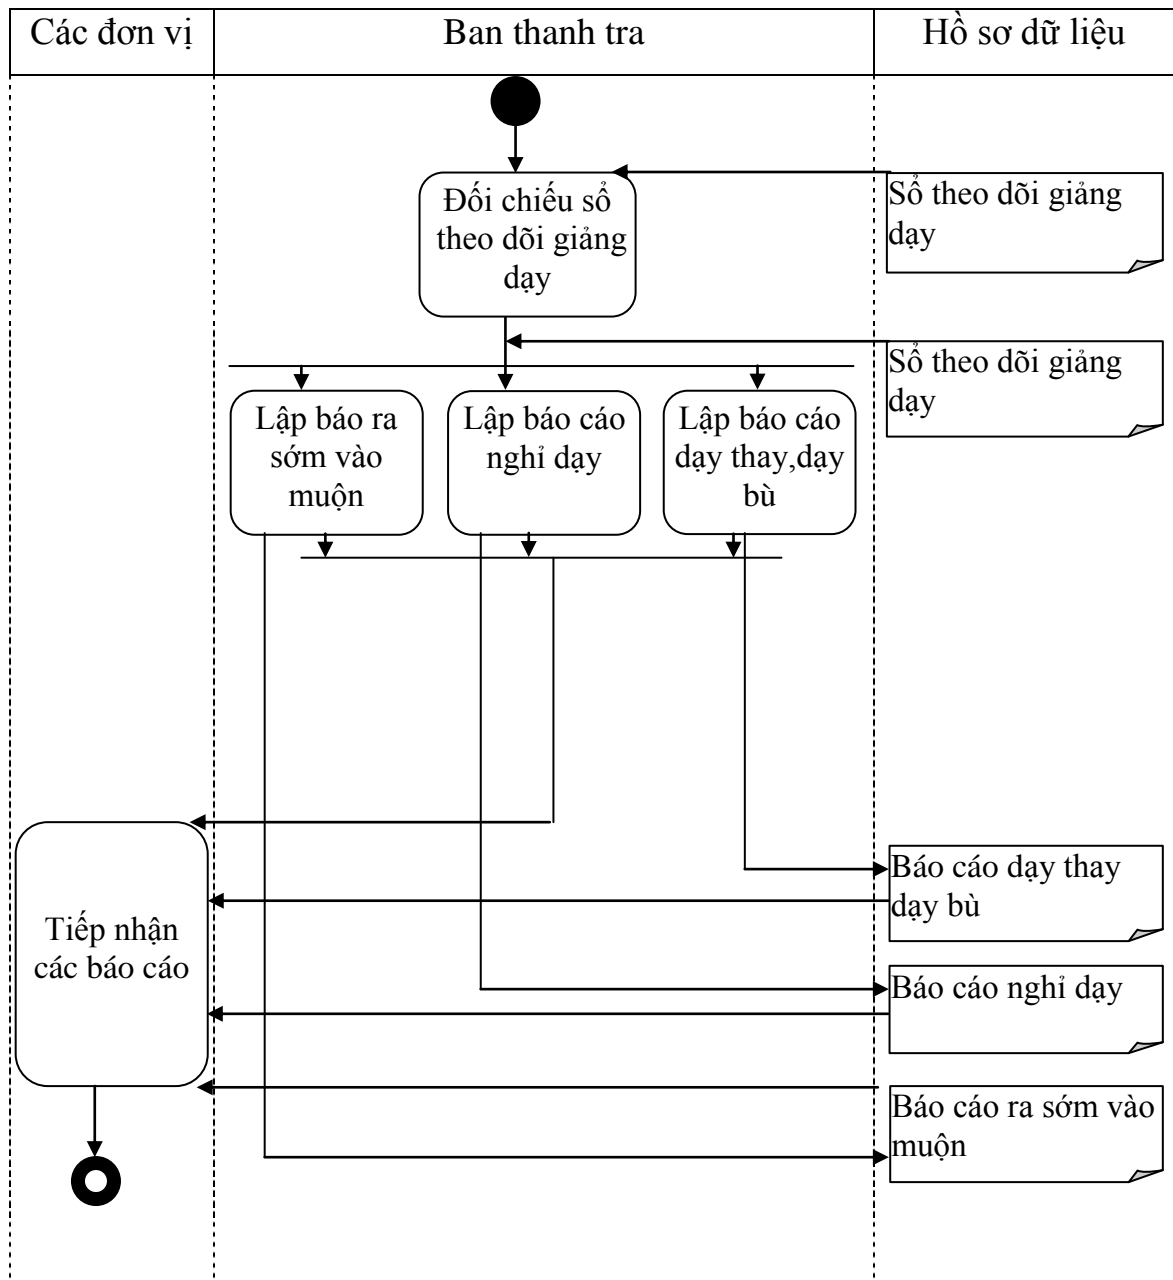 Các đơn vị
Ban thanh tra
Hồ sơ dữ liệu
Đối chiếu sổ
theo dõi giảng
dạy
Sổ theo dõi giảng
dạy
Sổ theo dõi giảng
dạy
Lập báo ra
sớm vào
muộn
Lập báo cáo
nghỉ dạy
Lập báo cáo
dạy thay,dạy
bù
Tiếp nhận
các báo cáo
Báo cáo dạy thay
dạy bù
Báo cáo nghỉ dạy
Báo cáo ra sớm vào
muộn